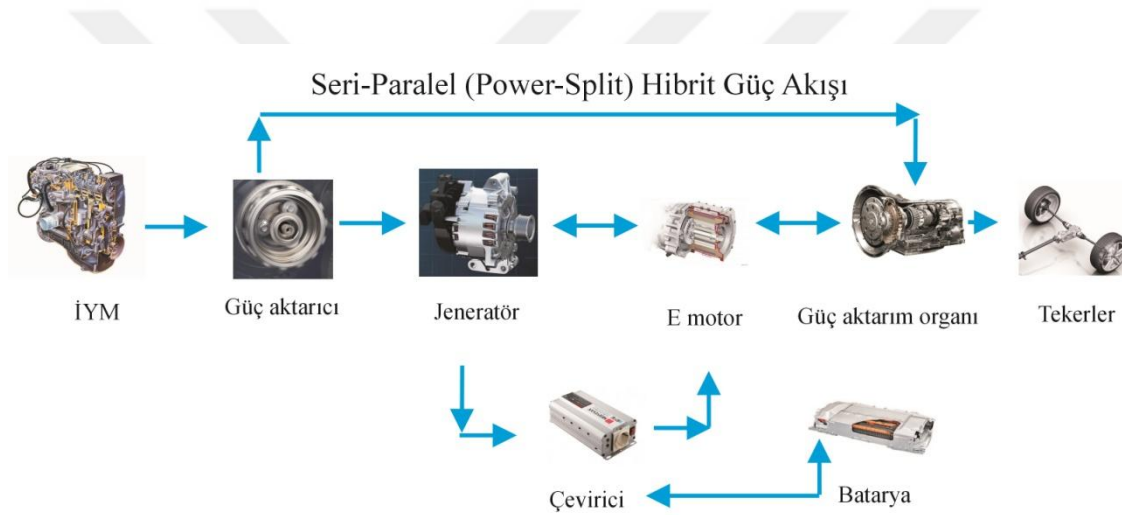 Seri-Paralel (Power-Split) Hibrit Güç Akışı
İYM
Güç aktarıcı
Jeneratör
E motor
Güç aktarım organı
Tekerler
Çevirici
Batarya